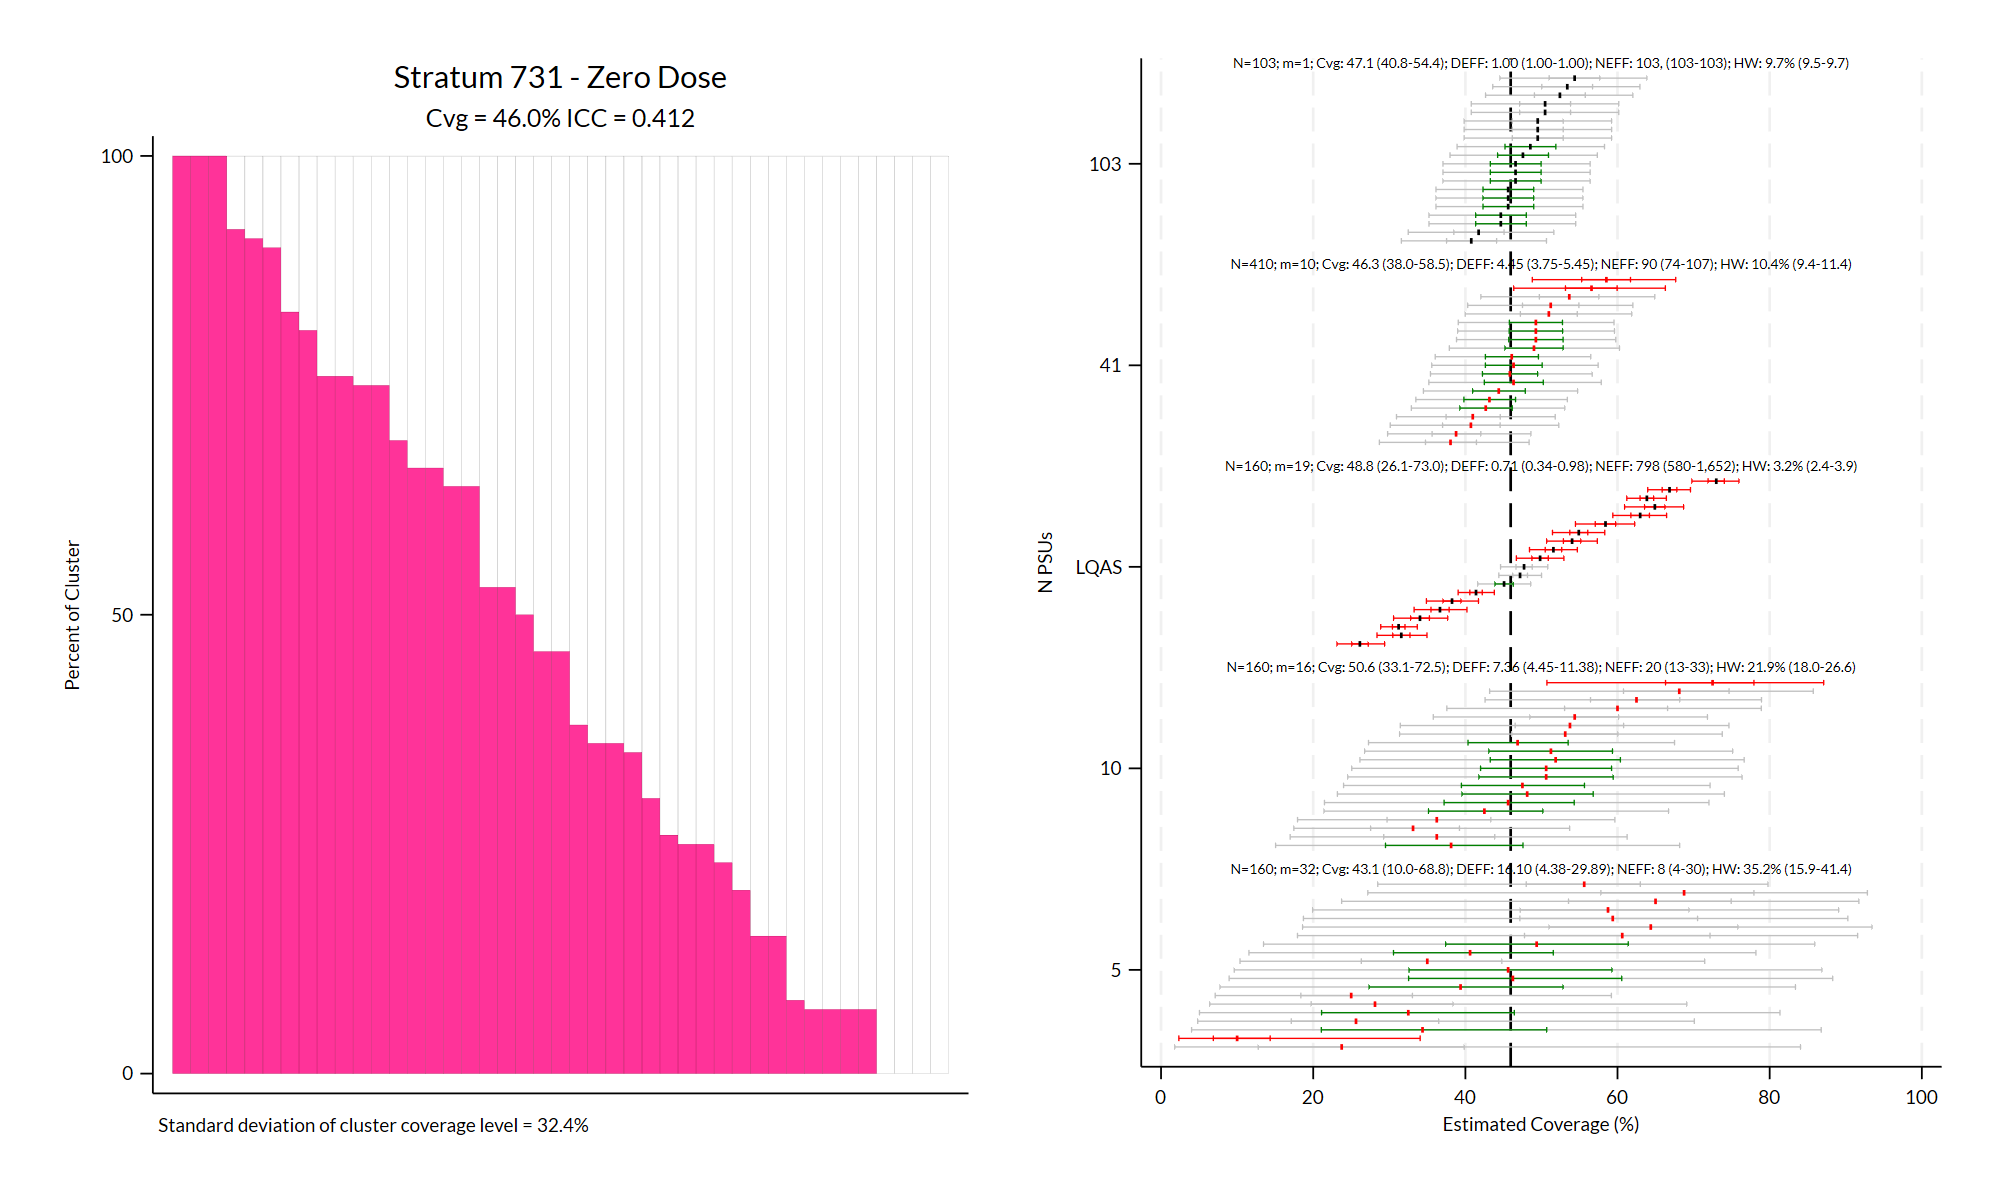 Stratum 731 - Zero Dose
Cvg = 46.0% ICC = 0.412
Percent of Cluster
100
50
0
Standard deviation of cluster coverage level = 32.4%
N PSUs
N=103; m=1; Cvg: 47.1 (40.8-54.4); DEFF: 1.00 (1.00-1.00); NEFF: 103, (103-103); HW: 9.7% (9.5-9.7)
103
N=410; m=10; Cvg: 46.3 (38.0-58.5); DEFF: 4.45 (3.75-5.45); NEFF: 90 (74-107); HW: 10.4% (9.4-11.4)
41
N=160; m=19; Cvg: 48.8 (26.1-73.0); DEFF: 0.71 (0.34-0.98); NEFF: 798 (580-1,652); HW: 3.2% (2.4-3.9)
LQAS
N=160; m=16; Cvg: 50.6 (33.1-72.5); DEFF: 7.36 (4.45-11.38); NEFF: 20 (13-33); HW: 21.9% (18.0-26.6)
10
N=160; m=32; Cvg: 43.1 (10.0-68.8); DEFF: 16.10 (4.38-29.89); NEFF: 8 (4-30); HW: 35.2% (15.9-41.4)
5
0 20 40 60 80 100
Estimated Coverage (%)